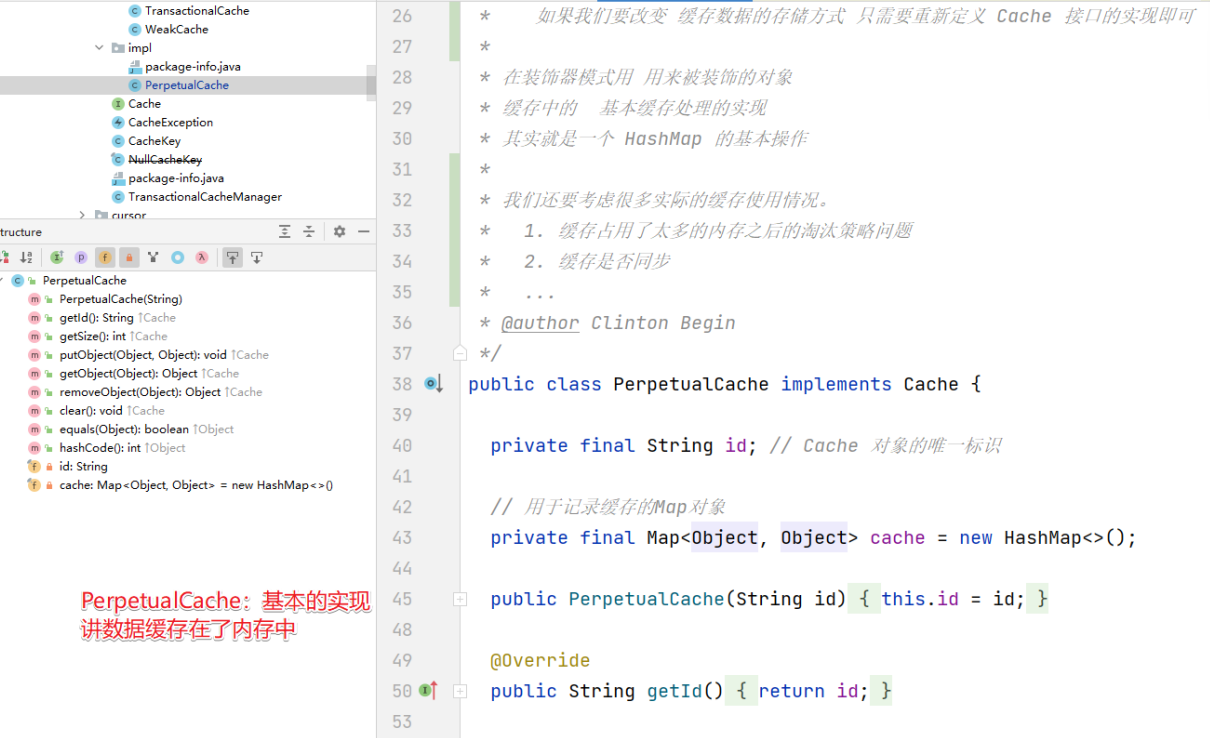 TransactionalCache
WeakCache
impl
package-info.java
PerpetualCache
Cache
CacheException
CacheKey
NullCacheKey
package-info.java
TransactionalCacheManager
cursor
tructure
PerpetualCache
PerpetualCache(String)
getId(): String ↑Cache
getSize(): int ↑Cache
putObject(Object, Object): void ↑Cache
getObject(Object): Object ↑Cache
removeObject(Object): Object ↑Cache
clear(): void ↑Cache
equals(Object): boolean ↑Object
hashCode(): int ↑Object
id: String
cache: Map<Object, Object> = new HashMap<>()
PerpetualCache：基本的实现
讲数据缓存在了内存中
26 * 如果我们要改变 缓存数据的存储方式 只需要重新定义 Cache 接口的实现即可
27 *
28 * 在装饰器模式用 用来被装饰的对象
29 * 缓存中的 基本缓存处理的实现
30 * 其实就是一个 HashMap 的基本操作
31 *
32 * 我们还要考虑很多实际的缓存使用情况。
33 * 1. 缓存占用了太多的内存之后的淘汰策略问题
34 * 2. 缓存是否同步
35 * ...
36 * @author Clinton Begin
37 */
38 public class PerpetualCache implements Cache {
39
40 private final String id; // Cache 对象的唯一标识
41
42 // 用于记录缓存的Map对象
43 private final Map<Object, Object> cache = new HashMap<>();
44
45 public PerpetualCache(String id) { this.id = id; }
48
49 @Override
50 public String getId() { return id; }
53